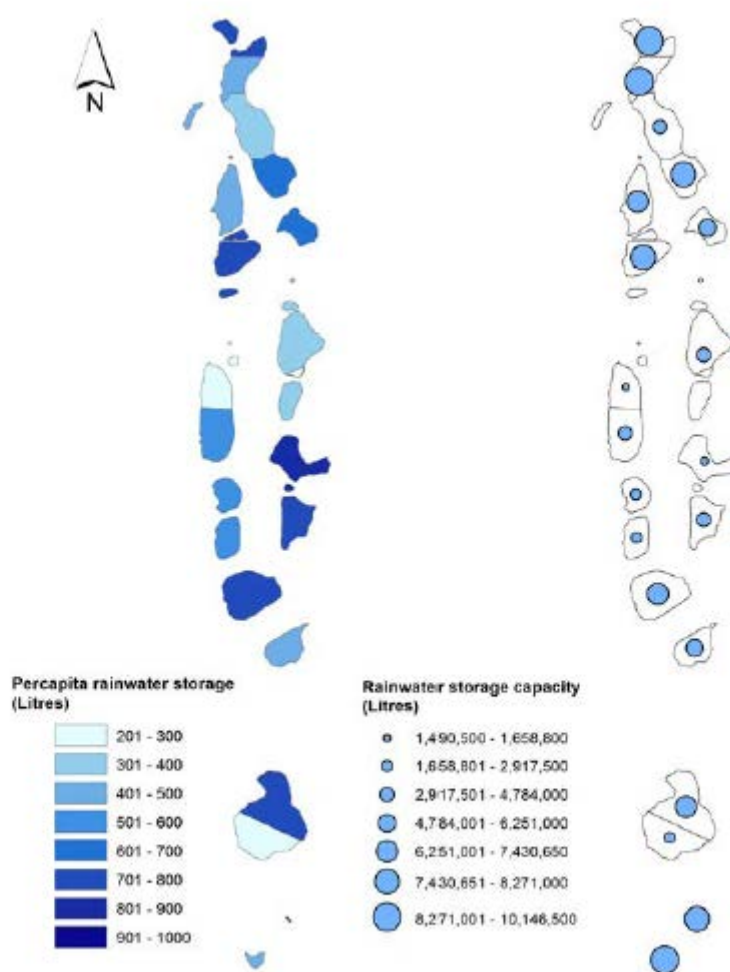 N
Percapita rainwater storage
(Litres)
201 - 300
301 - 400
401 - 500
501 - 600
601 - 700
701 - 800
801 - 900
901 - 1000
Rainwater storage capacity
(Litres)
1,490,500 - 1,658,800
1,658,801 - 2,917,500
2,917,501 - 4,784,000
4,784,001 - 6,251,000
6,251,001 - 7,430,650
7,430,651 - 8,271,000
8,271,001 - 10,146,500